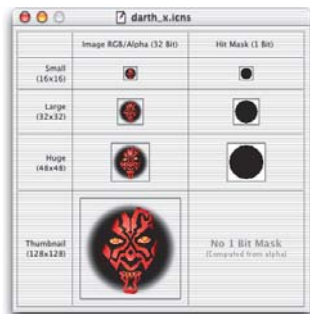 darth_x.icns
Image RGB/Alpha (32 Bit)
Hit Mask (1 Bit)
Small
(16x16)
Large
(32x32)
Huge
(48x48)
Thumbnail
(128x128)
No 1 Bit Mask
(Computed from alpha)